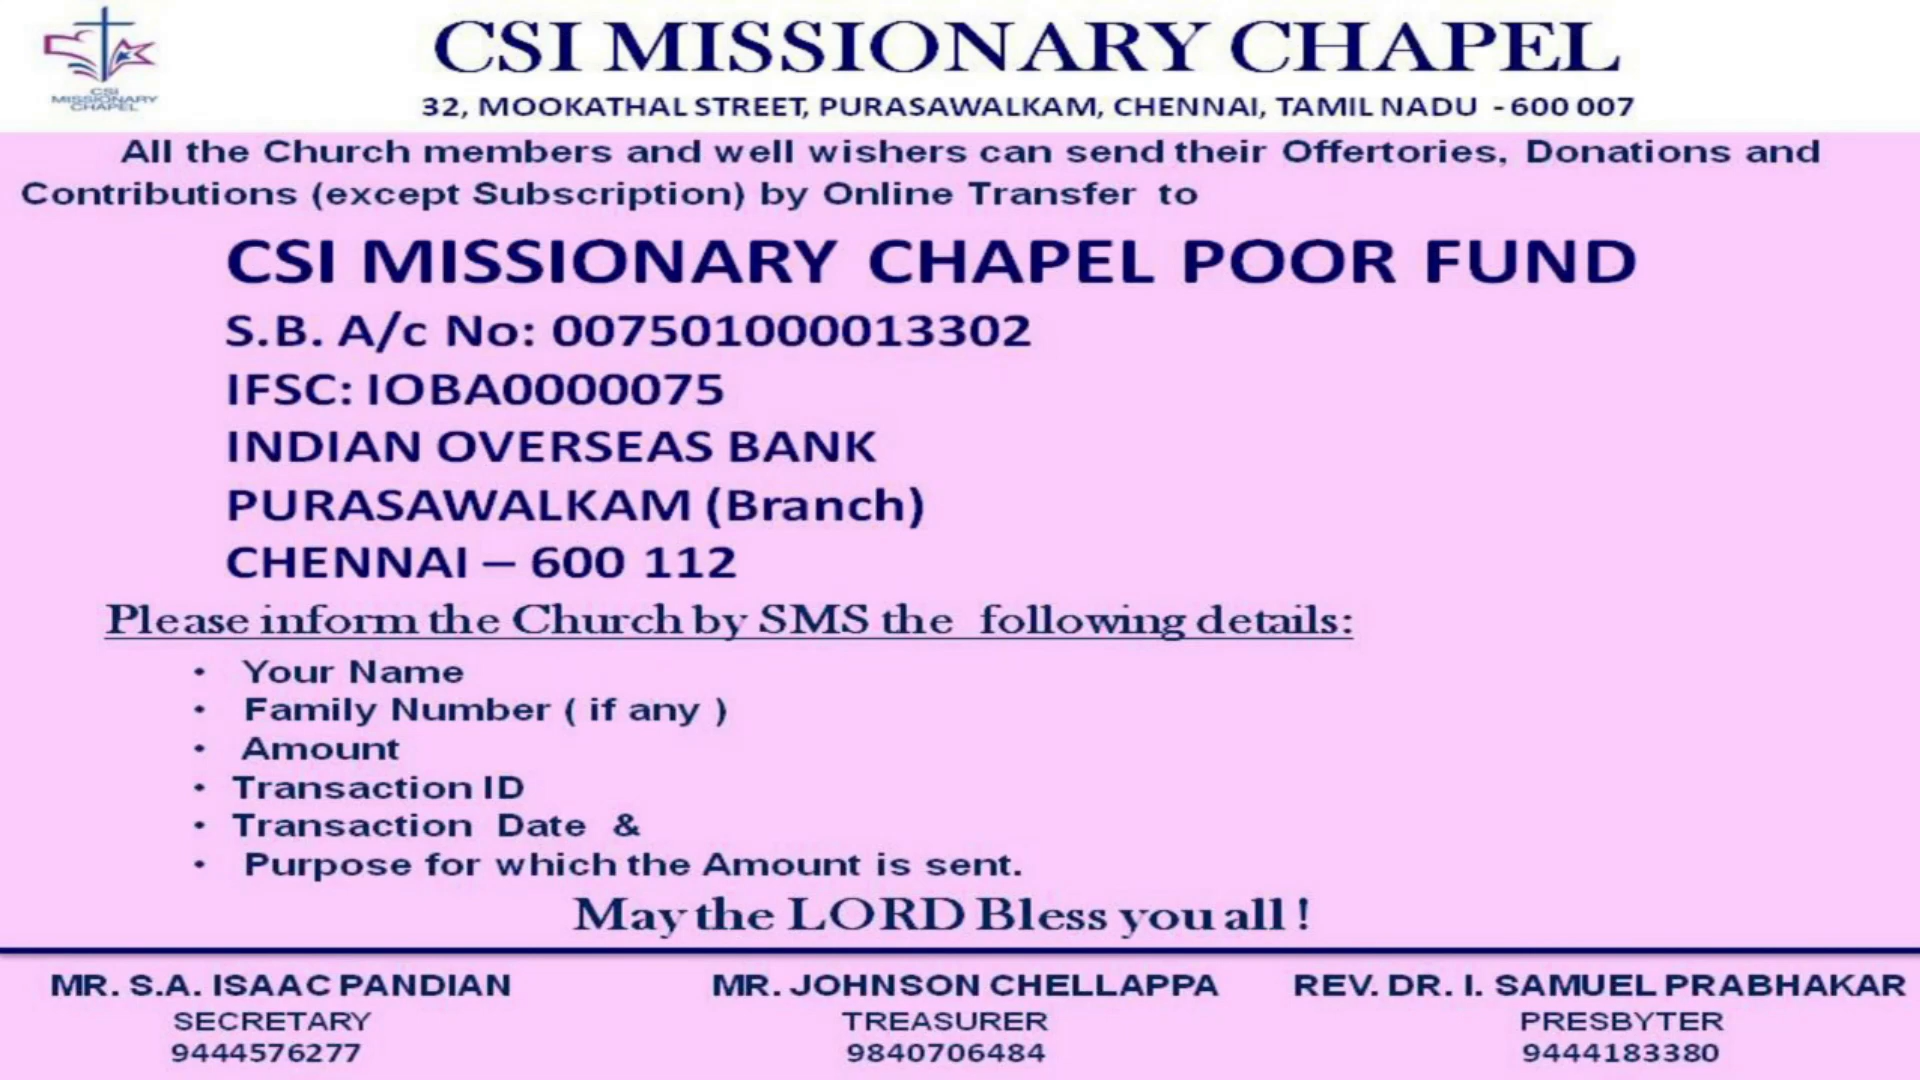 CSI
MISSIONARY
CHAPEL
CSI MISSIONARY CHAPEL
32, MOOKATHAL STREET, PURASAWALKAM, CHENNAI, TAMIL NADU - 600 007
All the Church members and well wishers can send their Offertories, Donations and
Contributions (except Subscription) by Online Transfer to
CSI MISSIONARY CHAPEL POOR FUND
S.B. A/c No: 007501000013302
IFSC: IOBA0000075
INDIAN OVERSEAS BANK
PURASAWALKAM (Branch)
CHENNAI – 600 112
Please inform the Church by SMS the following details:
• Your Name
• Family Number ( if any )
• Amount
• Transaction ID
• Transaction Date &
• Purpose for which the Amount is sent.
May the LORD Bless you all !
MR. S.A. ISAAC PANDIAN MR. JOHNSON CHELLAPPA REV. DR. I. SAMUEL PRABHAKAR
SECRETARY TREASURER PRESBYTER
9444576277 9840706484 9444183380